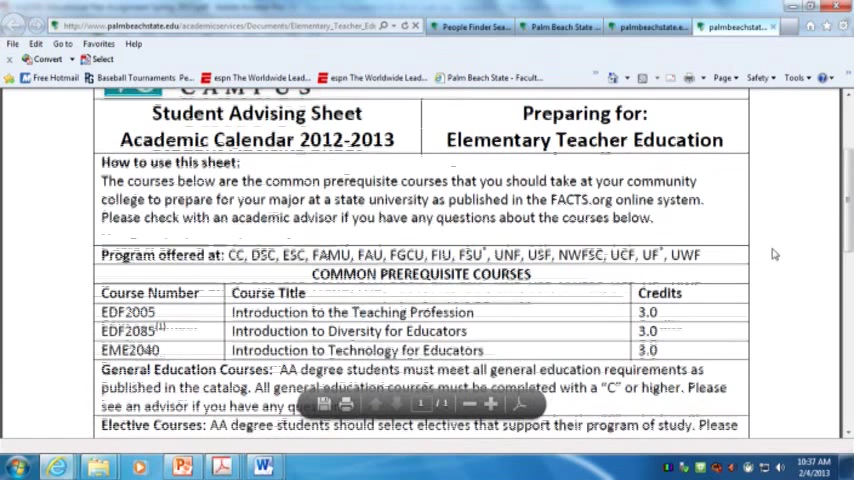 http://www.palmbeachstate.edu/academicservices/Documents/Elementary_Teacher_Ed
People Finder Sea...
Palm Beach State ...
palmbeachstate.e...
palmbeachstat...
File Edit Go to Favorites Help
Convert Select
Free Hotmail Baseball Tournaments Pe... espn The Worldwide Lead... espn The Worldwide Lead... Palm Beach State - Facult...
Page Safety Tools
CAMPUS
Student Advising Sheet
Academic Calendar 2012-2013
Preparing for:
Elementary Teacher Education
How to use this sheet:
The courses below are the common prerequisite courses that you should take at your community
college to prepare for your major at a state university as published in the FACTS.org online system.
Please check with an academic advisor if you have any questions about the courses below.
Program offered at: CC, DSC, ESC, FAMU, FAU, FGCU, FIU, FSU*, UNF, USF, NWFSC, UCF, UF*, UWF
COMMON PREREQUISITE COURSES
Course Number Course Title Credits
EDF2005 Introduction to the Teaching Profession 3.0
EDF2085(1) Introduction to Diversity for Educators 3.0
EME2040 Introduction to Technology for Educators 3.0
General Education Courses: AA degree students must meet all general education requirements as
published in the catalog. All general education courses must be completed with a “C” or higher. Please
see an advisor if you have any
1 / 1
Elective Courses: AA degree students should select electives that support their program of study. Please
10:37 AM
2/4/2013